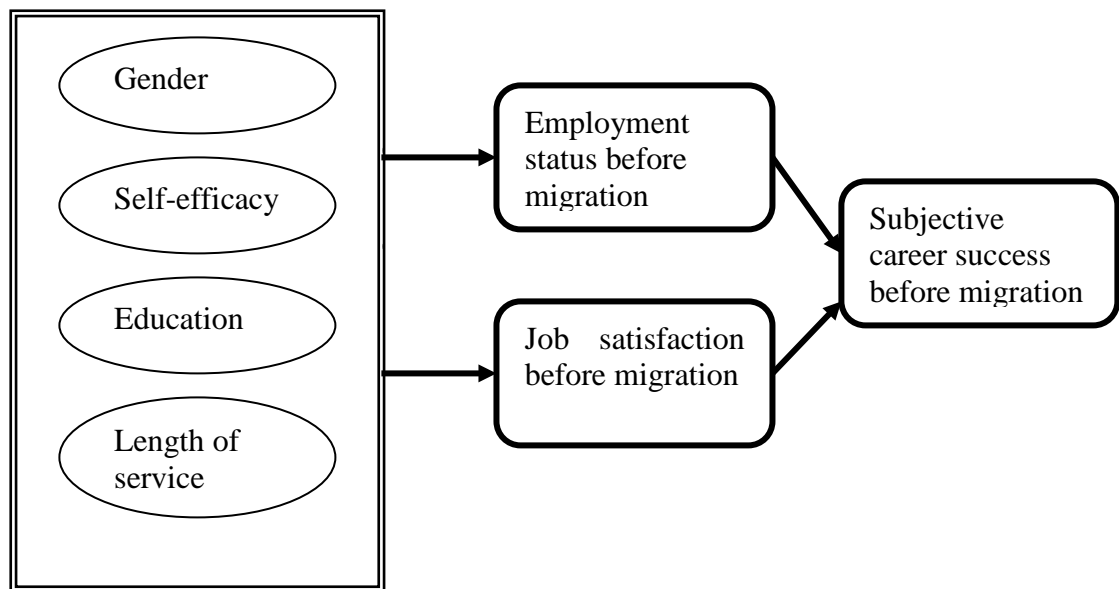 Gender
Self-efficacy
Education
Length of
service
Employment
status before
migration
Job satisfaction
before migration
Subjective
career success
before migration